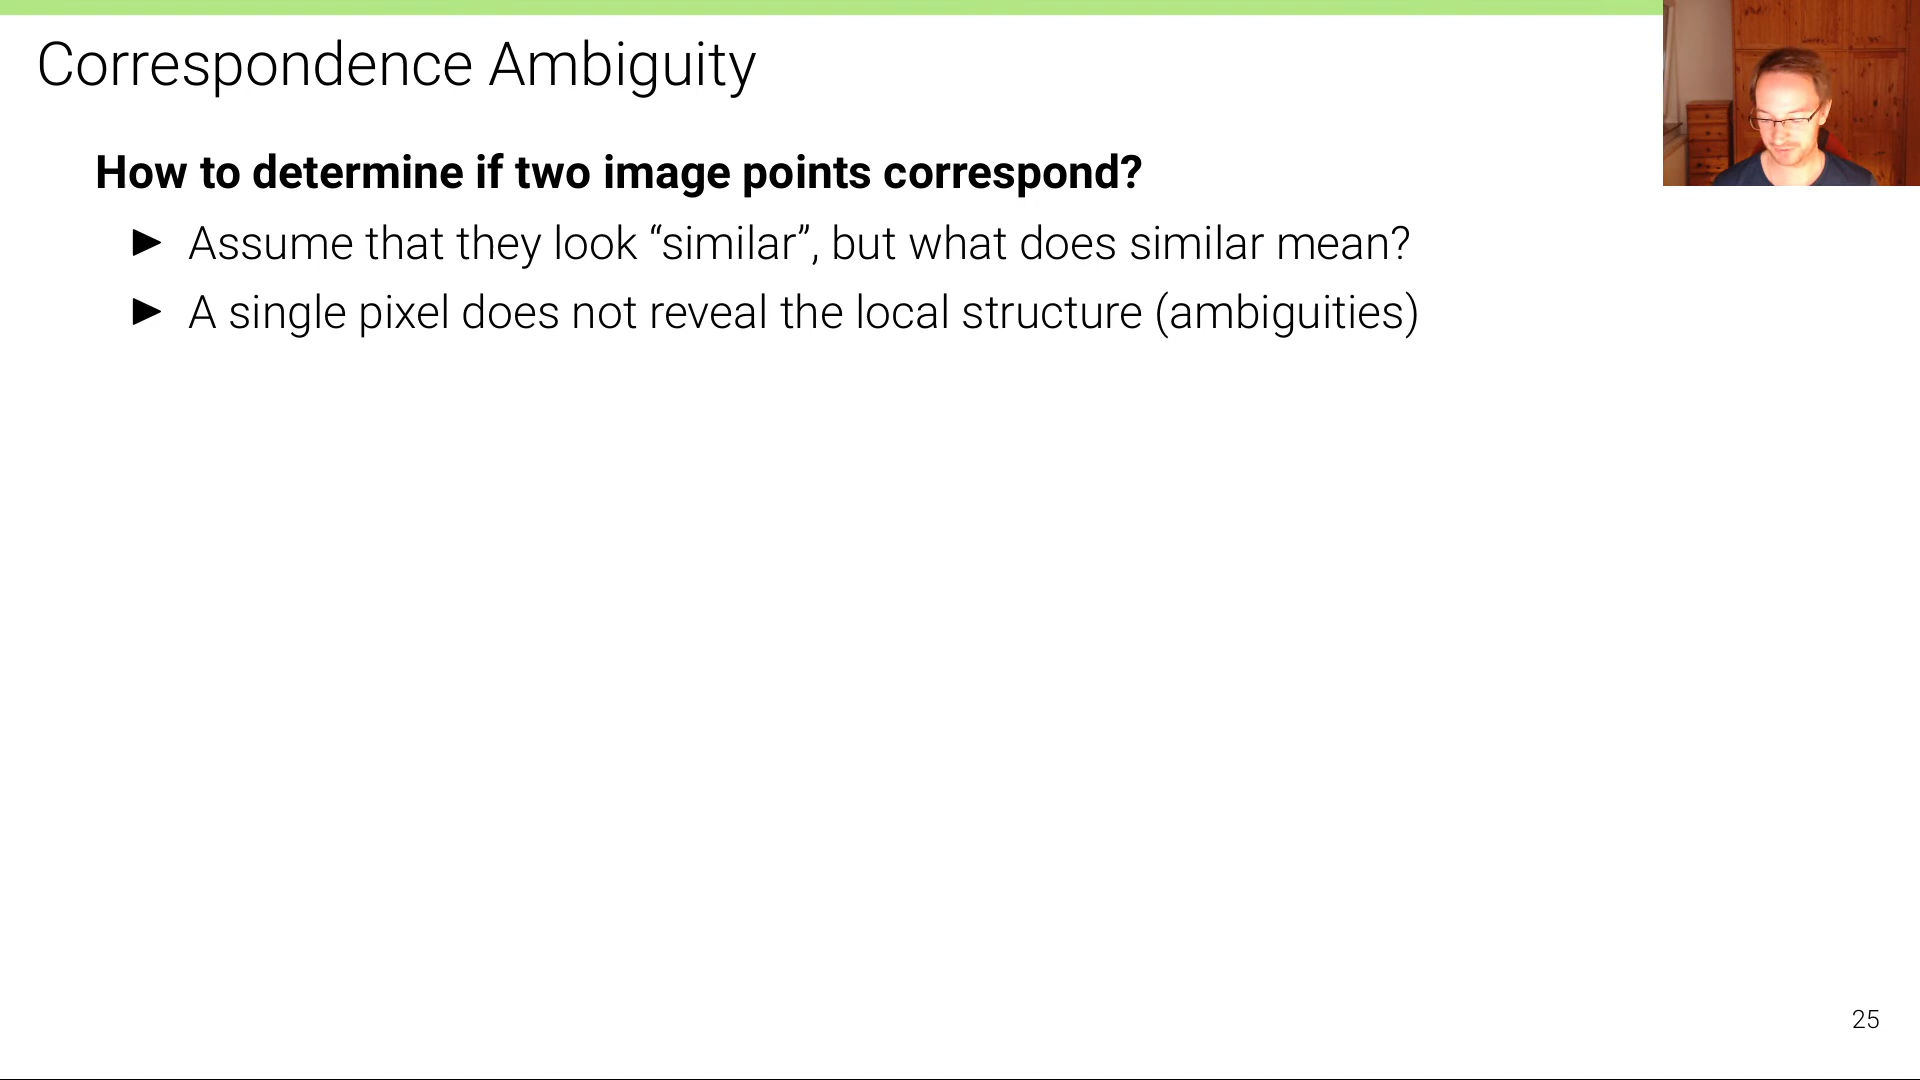 Correspondence Ambiguity
How to determine if two image points correspond?
▶ Assume that they look “similar”, but what does similar mean?
▶ A single pixel does not reveal the local structure (ambiguities)
25